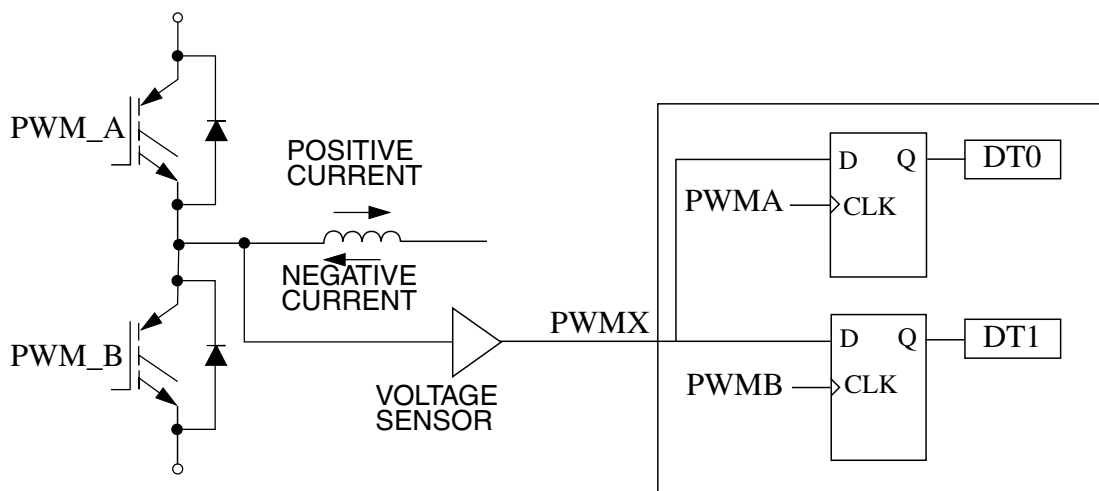 PWM_A
POSITIVE
CURRENT
NEGATIVE
CURRENT
PWM_B
VOLTAGE
SENSOR
PWMX
D
Q
DT0
PWMA
CLK
D
Q
DT1
PWMB
CLK